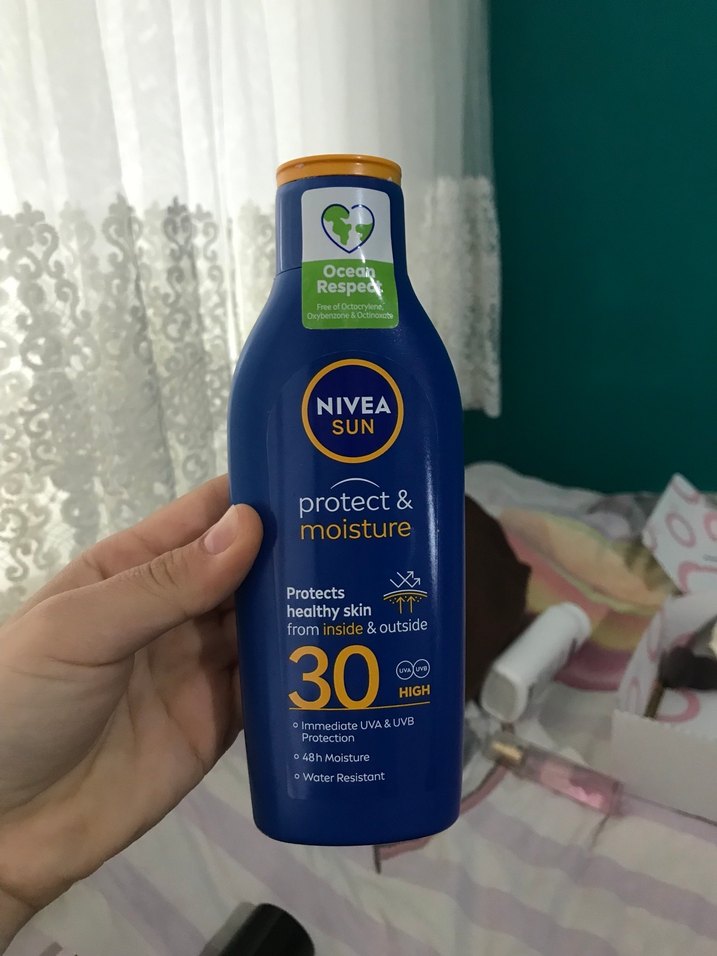 Ocean
Respect
Free of Octocrylene,
Oxybenzone & Octinoxate
NIVEA
SUN
protect &
moisture
Protects
healthy skin
from inside & outside
30
UVA UVB
HIGH
Immediate UVA & UVB
Protection
48h Moisture
Water Resistant